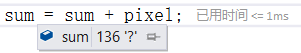 sum = sum + pixel; 已用时间 <= 1ms
sum 136 '?'